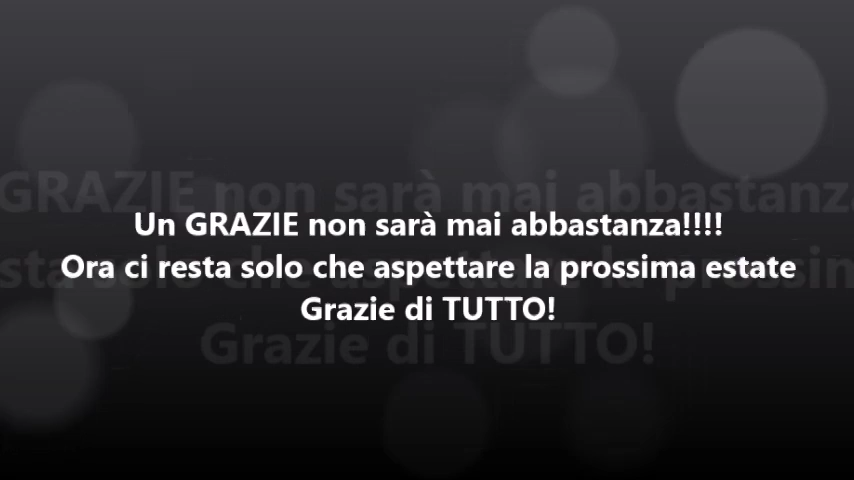 Un GRAZIE non sarà mai abbastanza!!!!
Ora ci resta solo che aspettare la prossima estate
Grazie di TUTTO!